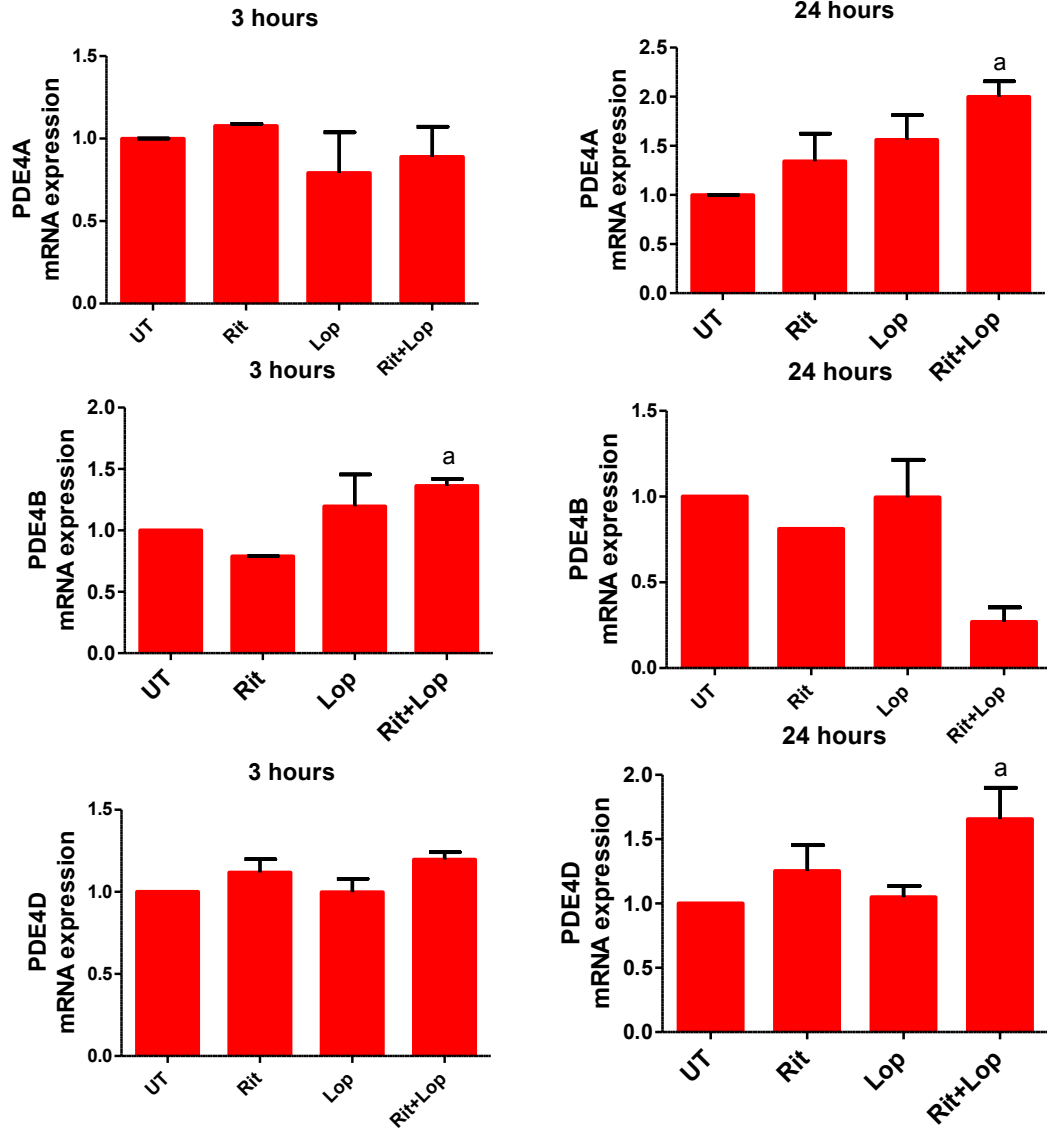 3 hours
PDE4A
mRNA expression
1.5
1.0
0.5
0.0
UT
Rit
Lop
Rit+Lop
24 hours
PDE4A
mRNA expression
2.5
2.0
1.5
1.0
0.5
0.0
a
UT
Rit
Lop
Rit+Lop
3 hours
PDE4B
mRNA expression
2.0
1.5
1.0
0.5
0.0
a
UT
Rit
Lop
Rit+Lop
24 hours
PDE4B
mRNA expression
1.5
1.0
0.5
0.0
UT
Rit
Lop
Rit+Lop
3 hours
PDE4D
mRNA expression
1.5
1.0
0.5
0.0
UT
Rit
Lop
Rit+Lop
24 hours
PDE4D
mRNA expression
2.0
1.5
1.0
0.5
0.0
a
UT
Rit
Lop
Rit+Lop